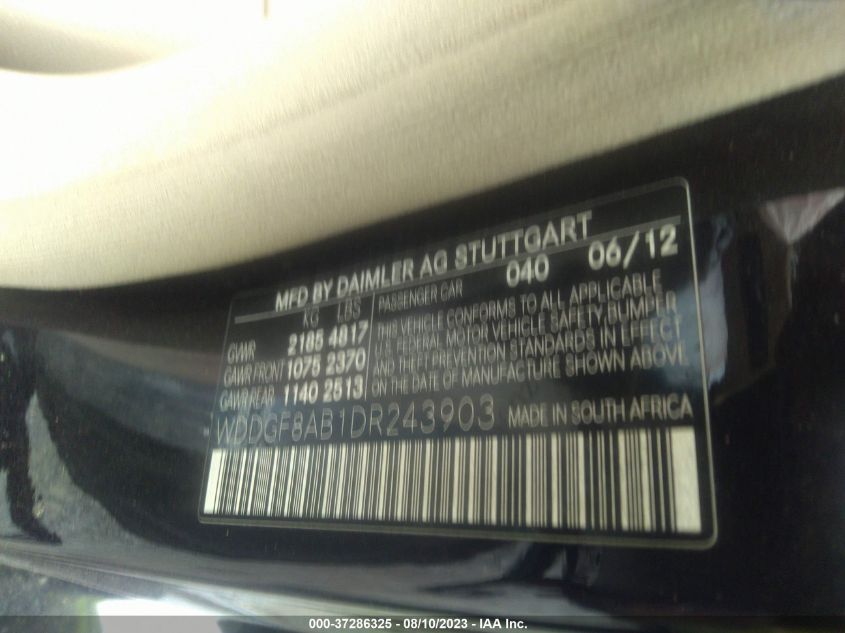 MFD BY DAIMLER AG STUTTGART
KG LBS
GVWR 2185 4817
GAWR FRONT 1075 2370
GAWR REAR 1140 2513
PASSENGER CAR 040 06/12
THIS VEHICLE CONFORMS TO ALL APPLICABLE
U.S. FEDERAL MOTOR VEHICLE SAFETY BUMPER,
AND THEFT PREVENTION STANDARDS IN EFFECT
ON THE DATE OF MANUFACTURE SHOWN ABOVE.
WDDGF8AB1DR243903 MADE IN SOUTH AFRICA
000-37286325 - 08/10/2023 - IAA Inc.